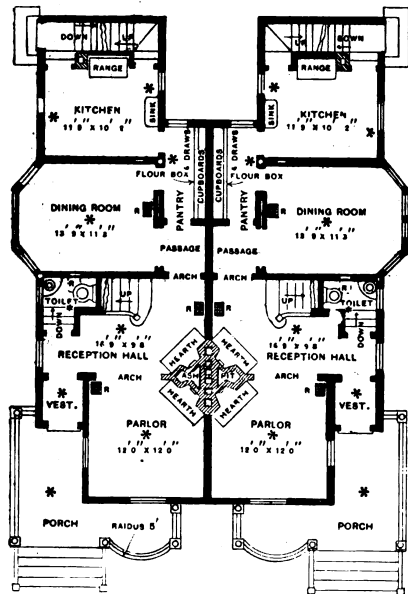 DOWN UP UP DOWN
RANGE RANGE
KITCHEN KITCHEN
11'9" X 10'2" 11'9" X 10'2"
SINK SINK
4 DRAWS 4 DRAWS
CUPBOARDS CUPBOARDS
FLOUR BOX FLOUR BOX
PANTRY PANTRY
DINING ROOM R R DINING ROOM
13'9" X 11'3" 13'9" X 11'3"
PASSAGE PASSAGE
ARCH ARCH
TOILET UP UP R TOILET
DOWN R R DOWN
14'9" X 9'8" 14'9" X 9'8"
RECEPTION HALL HEARTH HEARTH RECEPTION HALL
ARCH ASH PIT ARCH
VEST. R HEARTH HEARTH R VEST.
PARLOR PARLOR
12'0" X 12'0" 12'0" X 12'0"
PORCH PORCH
RAIDUS 5'